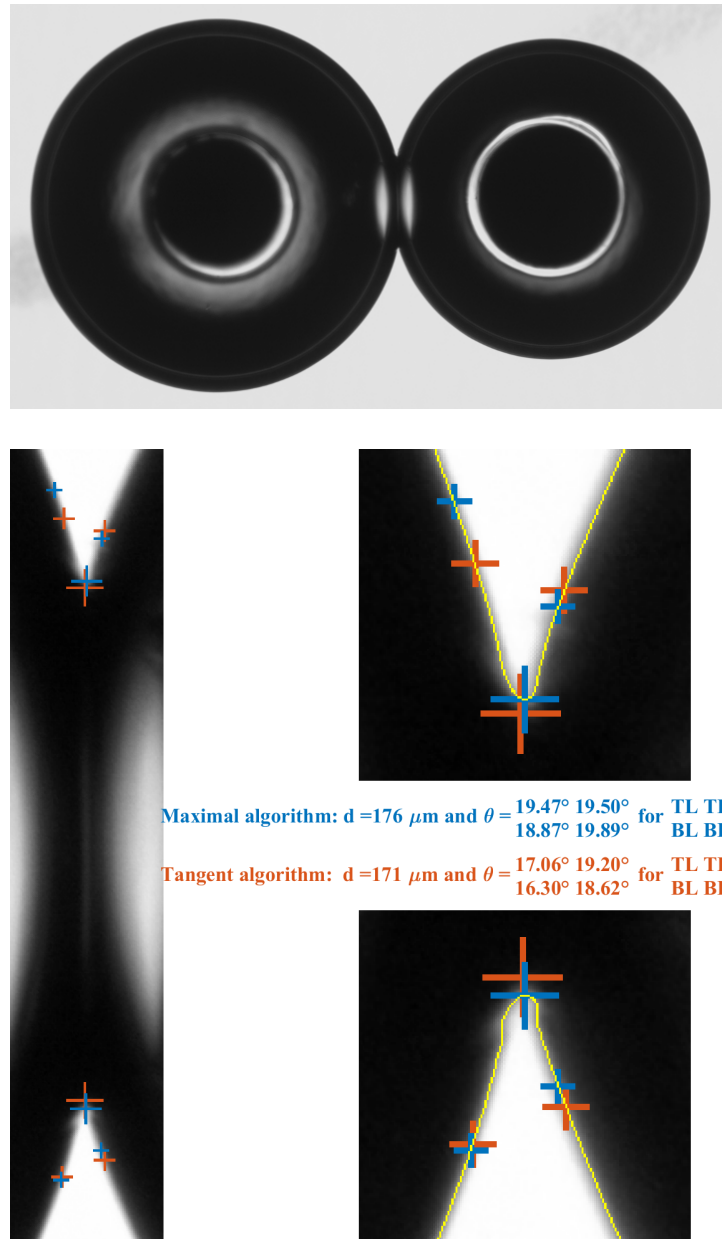 Maximal algorithm: d =176 μm and θ = 19.47° 19.50° for TL
18.87° 19.89° BL
Tangent algorithm: d =171 μm and θ = 17.06° 19.20° for TL
16.30° 18.62° BL